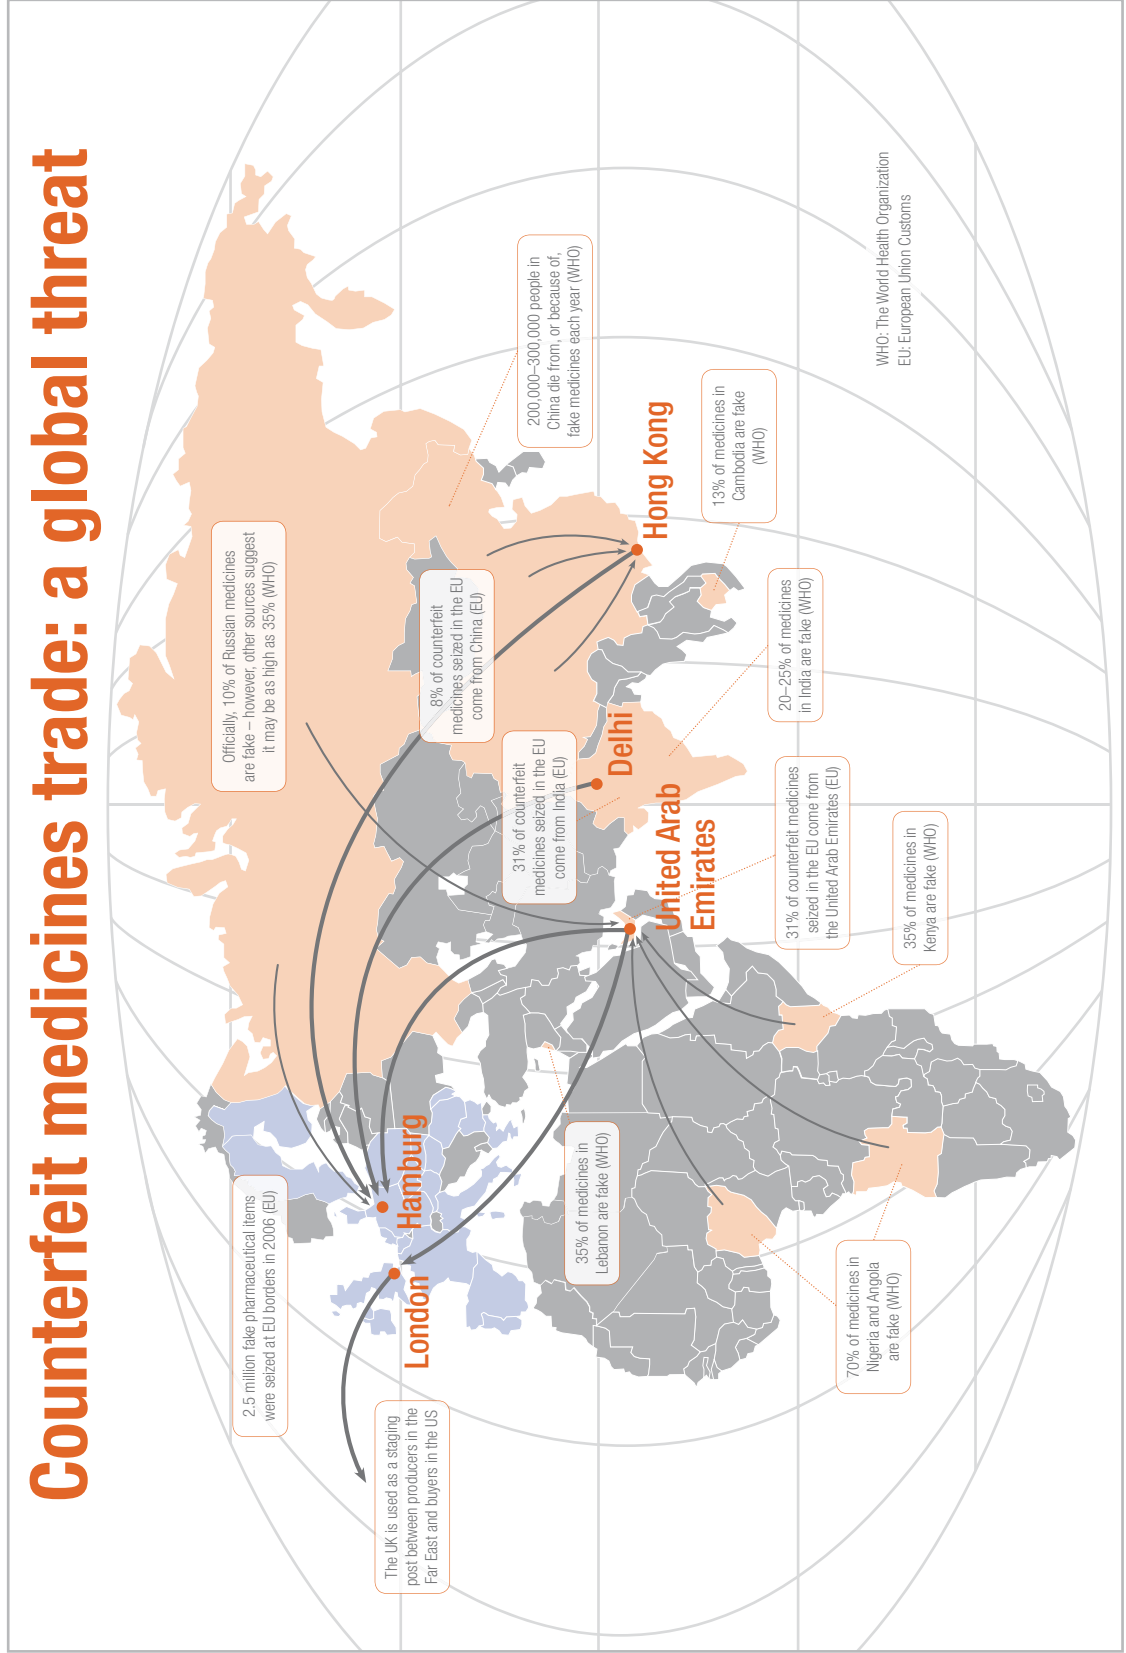 Counterfeit medicines trade: a global threat
2.5 million fake pharmaceutical items
were seized at EU borders in 2006 (EU)
Officially, 10% of Russian medicines
are fake – however, other sources suggest
it may be as high as 35% (WHO)
The UK is used as a staging
post between producers in the
Far East and buyers in the US
London
Hamburg
8% of counterfeit
medicines seized in the EU
come from China (EU)
200,000–300,000 people in
China die from, or because of,
fake medicines each year (WHO)
31% of counterfeit
medicines seized in the EU
come from India (EU)
35% of medicines in
Lebanon are fake (WHO)
Delhi
Hong Kong
United Arab
Emirates
13% of medicines in
Cambodia are fake
(WHO)
20–25% of medicines
in India are fake (WHO)
31% of counterfeit medicines
seized in the EU come from
the United Arab Emirates (EU)
70% of medicines in
Nigeria and Angola
are fake (WHO)
35% of medicines in
Kenya are fake (WHO)
WHO: The World Health Organization
EU: European Union Customs